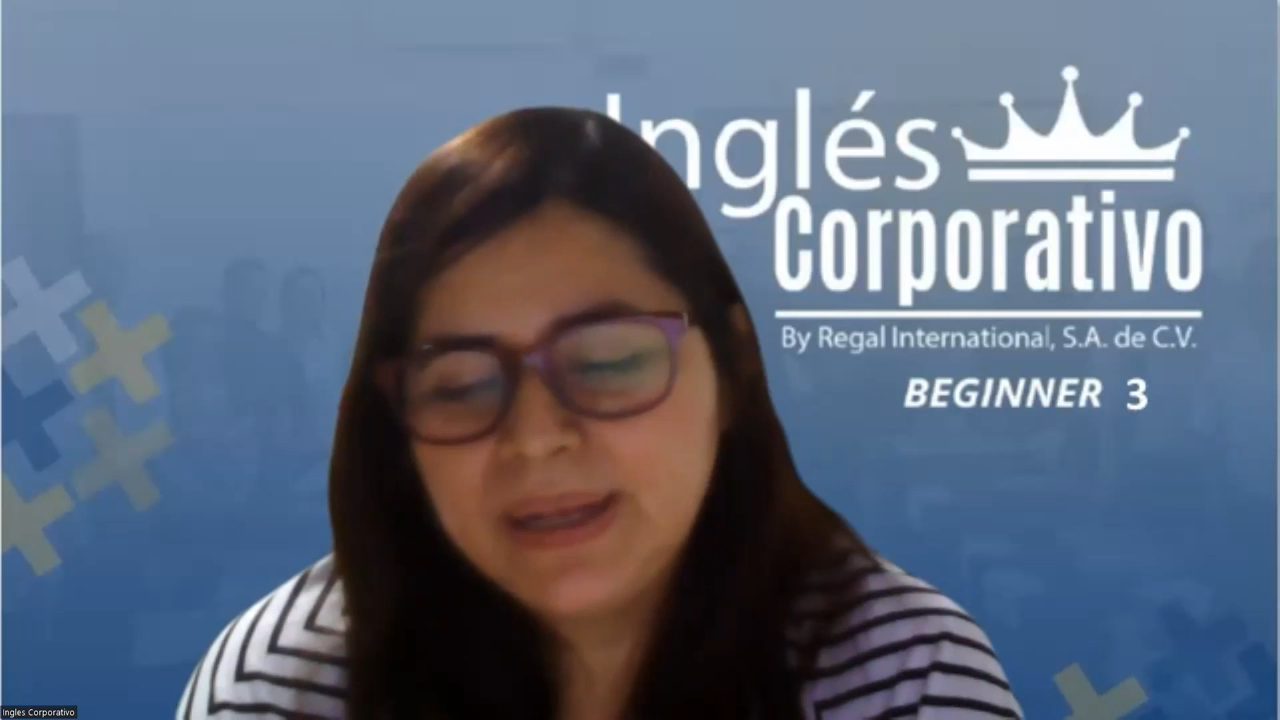 Inglés
Corporativo
By Regal International, S.A. de C.V.
BEGINNER 3
Ingles Corporativo